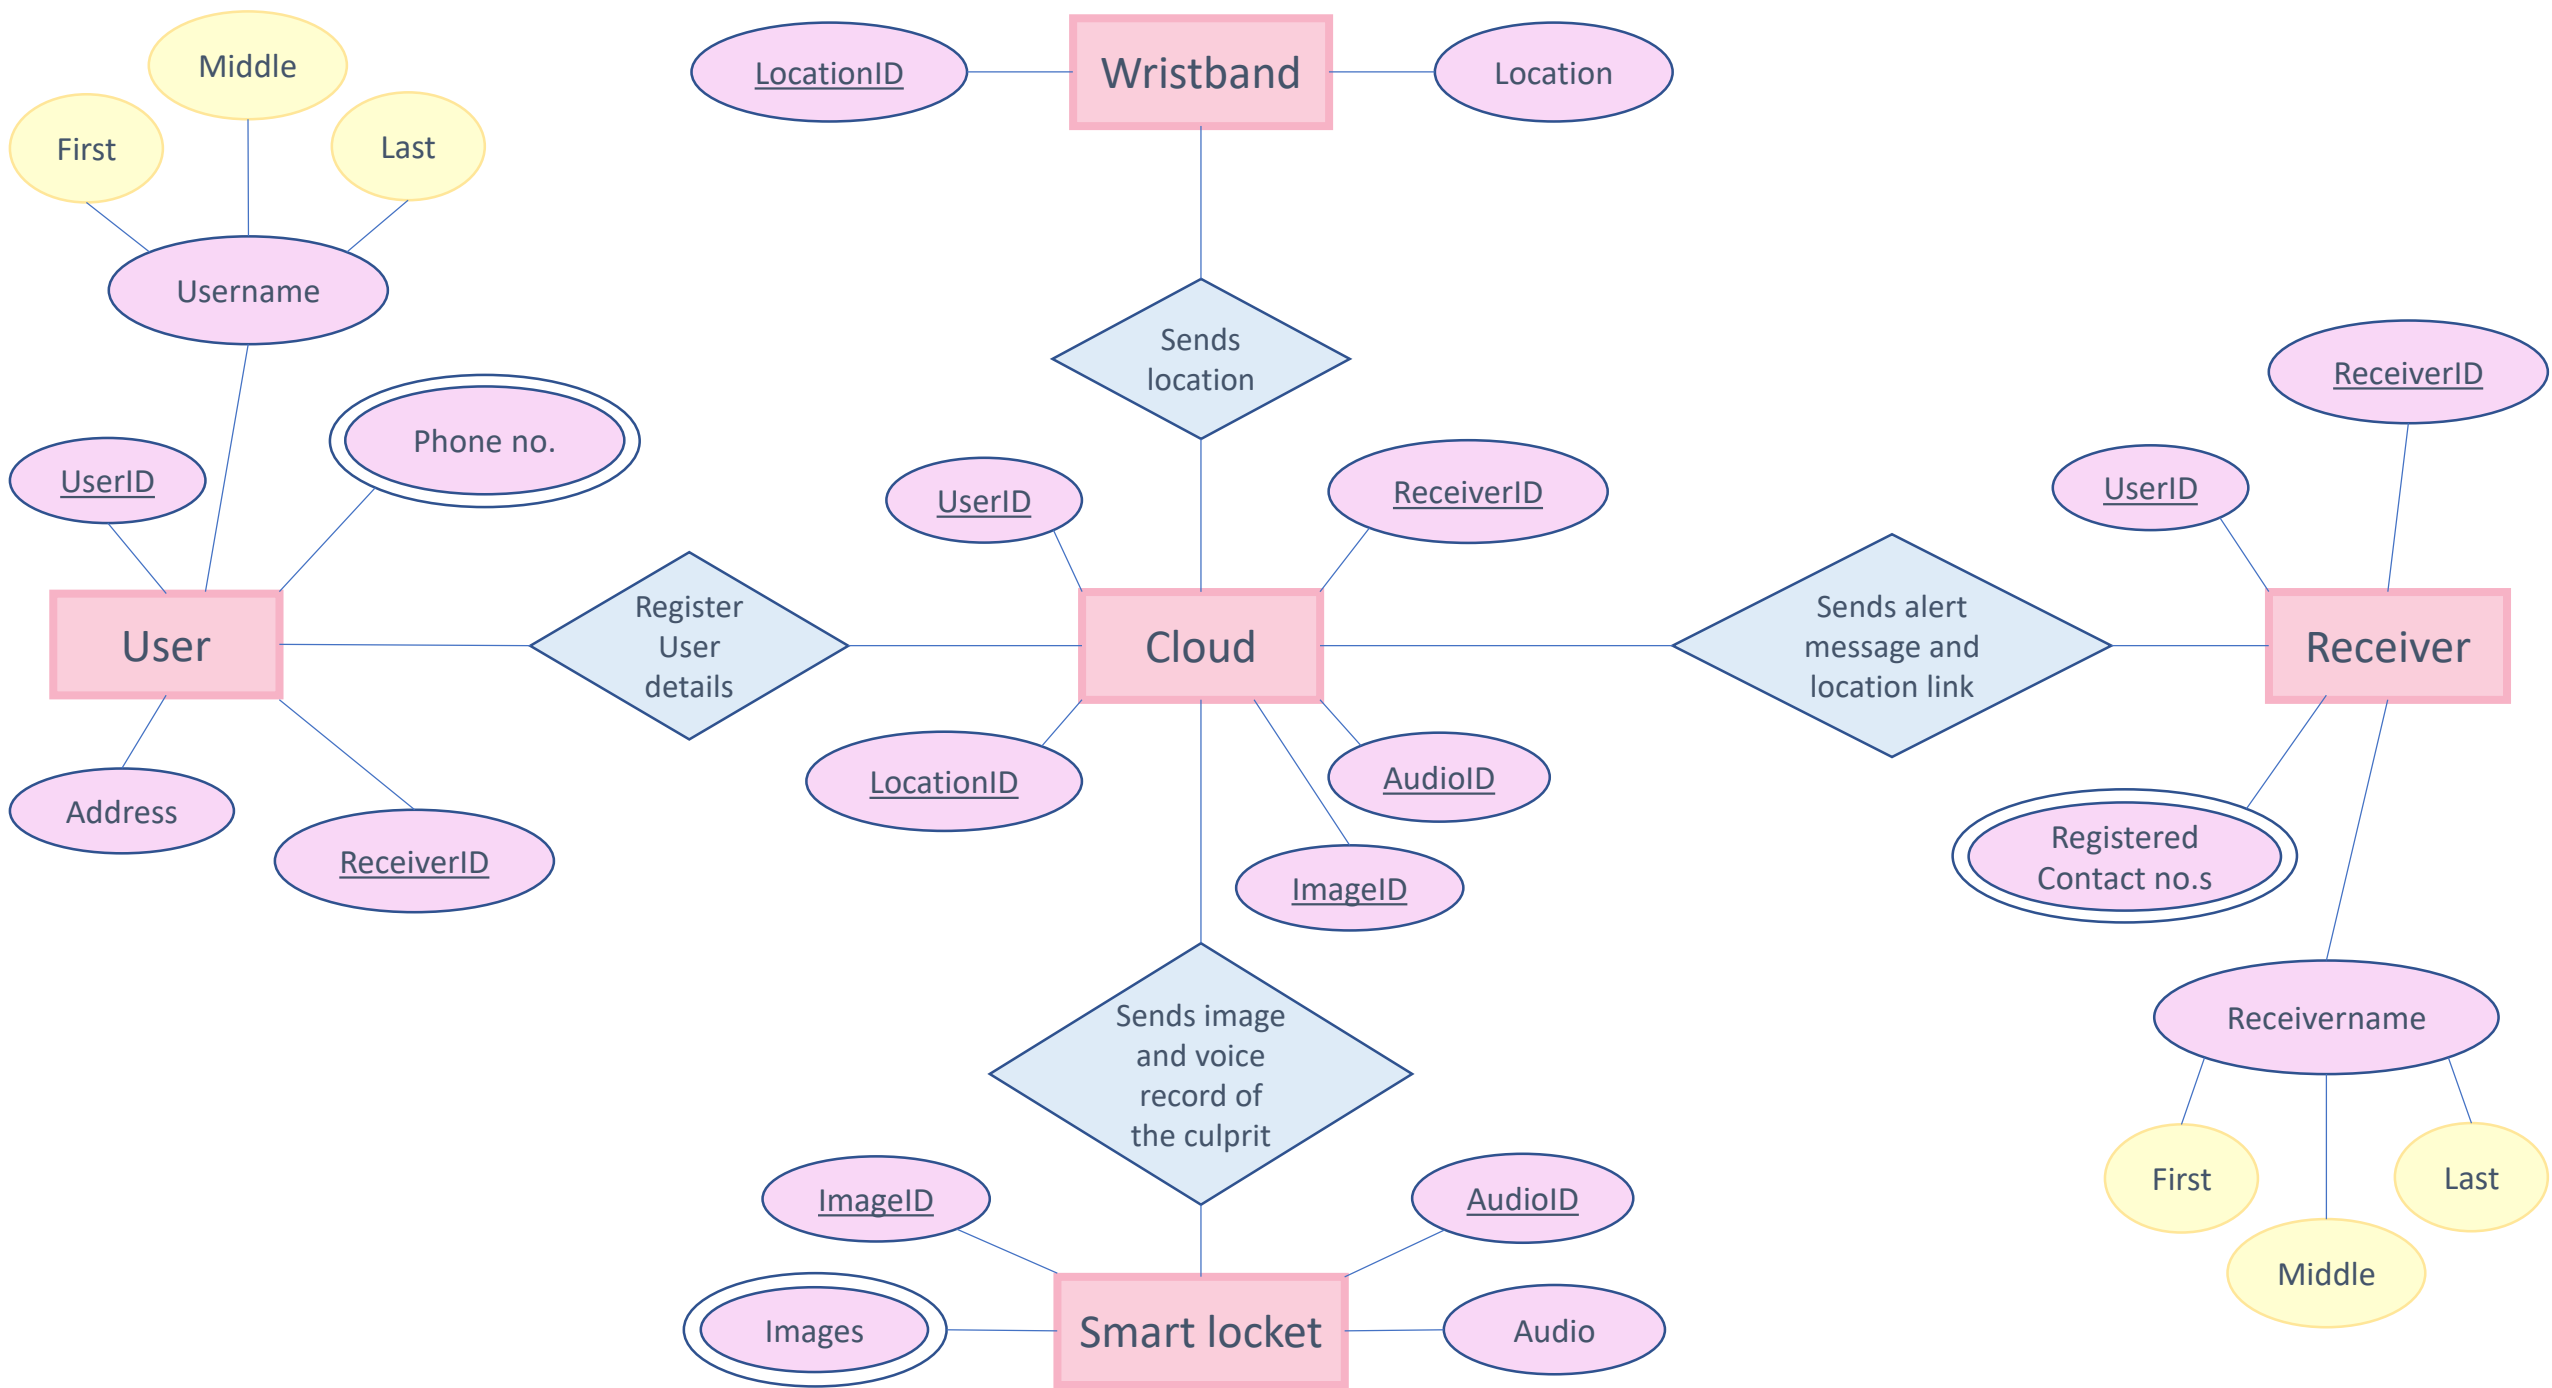 Middle
First
Last
Username
LocationID
Wristband
Location
Sends
location
Phone no.
UserID
UserID
ReceiverID
ReceiverID
UserID
User
Register
User
details
Cloud
Sends alert
message and
location link
Receiver
Address
ReceiverID
LocationID
AudioID
ImageID
Registered
Contact no.s
Receivername
First
Last
Middle
Sends image
and voice
record of
the culprit
ImageID
AudioID
Images
Smart locket
Audio